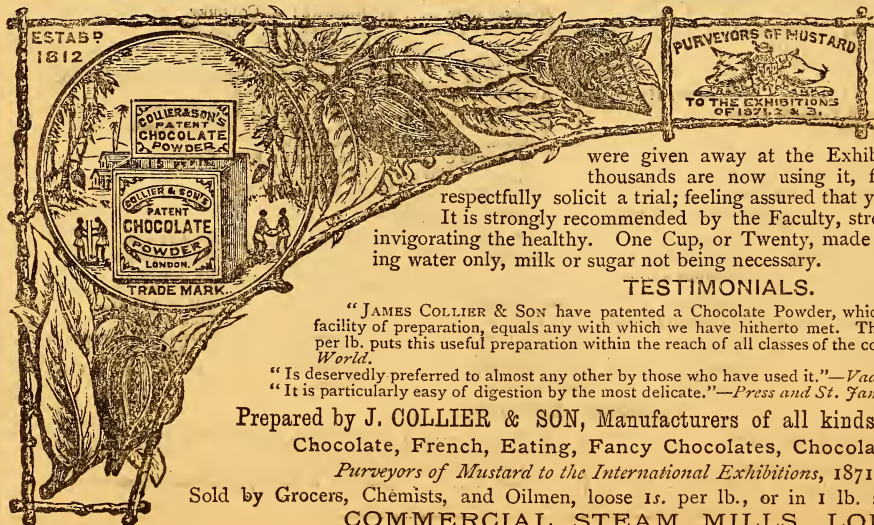 ESTABD
1812
COLLIER & SON'S
PATENT
CHOCOLATE
POWDER
COLLIER & SON'S
PATENT
CHOCOLATE
POWDER
LONDON.
TRADE MARK.
PURVEYORS OF MUSTARD
TO THE EXHIBITIONS
OF 1871, 2 & 3.
were given away at the Exhib
thousands are now using it, f
respectfully solicit a trial; feeling assured that y
It is strongly recommended by the Faculty, stre
invigorating the healthy. One Cup, or Twenty, made
ing water only, milk or sugar not being necessary.
TESTIMONIALS.
"JAMES COLLIER & SON have patented a Chocolate Powder, whic
facility of preparation, equals any with which we have hitherto met. Th
per lb. puts this useful preparation within the reach of all classes of the co
World.
"Is deservedly preferred to almost any other by those who have used it."—Va
"It is particularly easy of digestion by the most delicate."—Press and St. Jam
Prepared by J. COLLIER & SON, Manufacturers of all kinds
Chocolate, French, Eating, Fancy Chocolates, Chocola
Purveyors of Mustard to the International Exhibitions, 1871
Sold by Grocers, Chemists, and Oilmen, loose 1s. per lb., or in 1 lb.
COMMERCIAL STEAM MILLS, LON